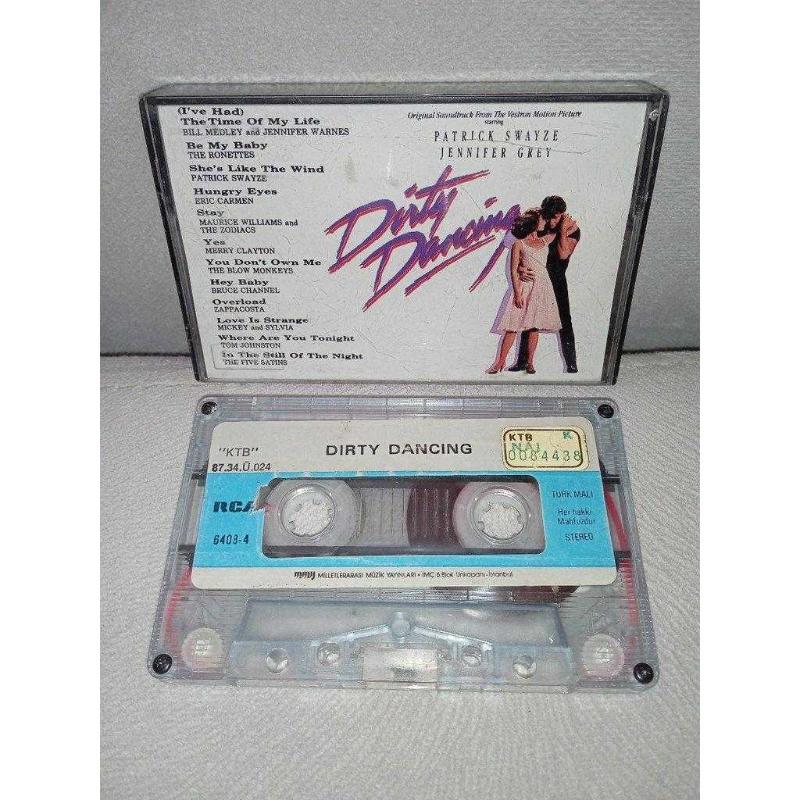 (I've Had)
The Time Of My Life
BILL MEDLEY and JENNIFER WARNES
Be My Baby
THE RONETTES
She's Like The Wind
PATRICK SWAYZE
Hungry Eyes
ERIC CARMEN
Stay
MAURICE WILLIAMS and
THE ZODIACS
Yes
MERRY CLAYTON
You Don't Own Me
THE BLOW MONKEYS
Hey Baby
BRUCE CHANNEL
Overload
ZAPPACOSTA
Love Is Strange
MICKEY and SYLVIA
Where Are You Tonight
TOM JOHNSTON
In The Still Of The Night
THE FIVE SATINS
Original Soundtrack From The Vestron Motion Picture
starring
PATRICK SWAYZE
JENNIFER GREY
Dirty
Dancing
"KTB"
87.34.Ü.024
DIRTY DANCING
KTB K
0084438
RCA
6408-4
TÜRK MALI
Her hakkı
Mahfuzdur
STEREO
MİLLETLERARASI MÜZİK YAYINLARI • İMÇ 6.Blok Unkapanı - İstanbul